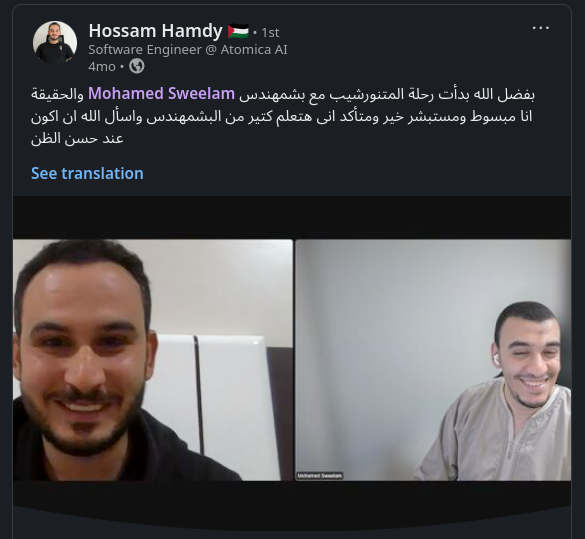 Hossam Hamdy 🇵🇸 • 1st
Software Engineer @ Atomica AI
4mo •
بفضل الله بدأت رحلة المتنورشيب مع بشمهندس Mohamed Sweelam والحقيقة
انا مبسوط ومستبشر خير ومتأكد انى هتعلم كتير من البشمهندس واسأل الله ان اكون
عند حسن الظن
See translation
Mohamed Sweelam